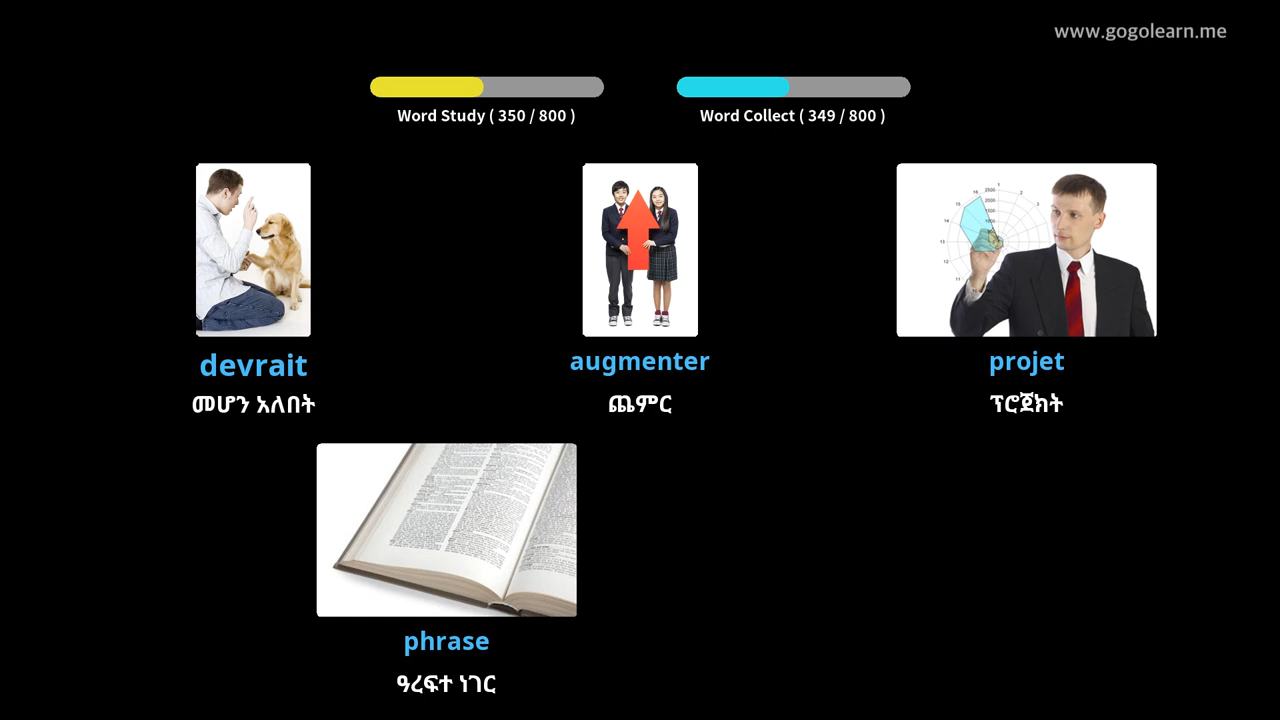 www.gogolearn.me
Word Study ( 350 / 800 )
Word Collect ( 349 / 800 )
devrait
መሆን አለበት
augmenter
ጨምር
projet
ፕሮጀክት
phrase
ዓረፍተ ነገር